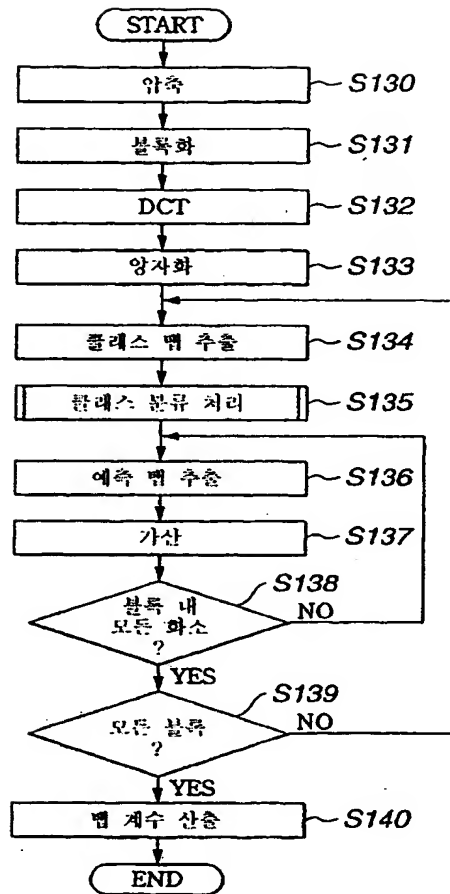 START
압축
S130
블록화
S131
DCT
S132
양자화
S133
클래스 탭 추출
S134
클래스 분류 처리
S135
예측 탭 추출
S136
가산
S137
S138
블록 내
모든 화소
?
NO
YES
S139
모든 블록
?
NO
YES
탭 계수 산출
S140
END